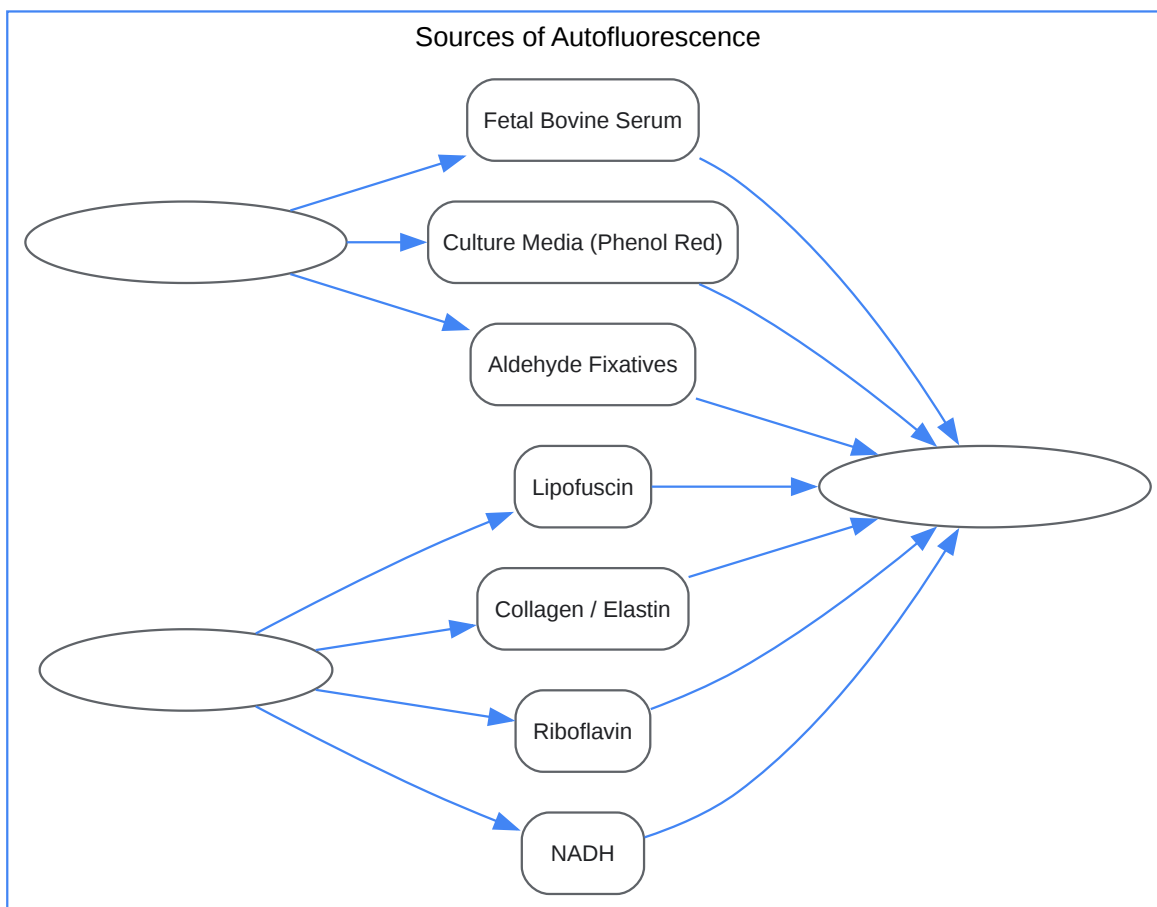 Sources of Autofluorescence
Fetal Bovine Serum
Culture Media (Phenol Red)
Aldehyde Fixatives
Lipofuscin
Collagen / Elastin
Riboflavin
NADH